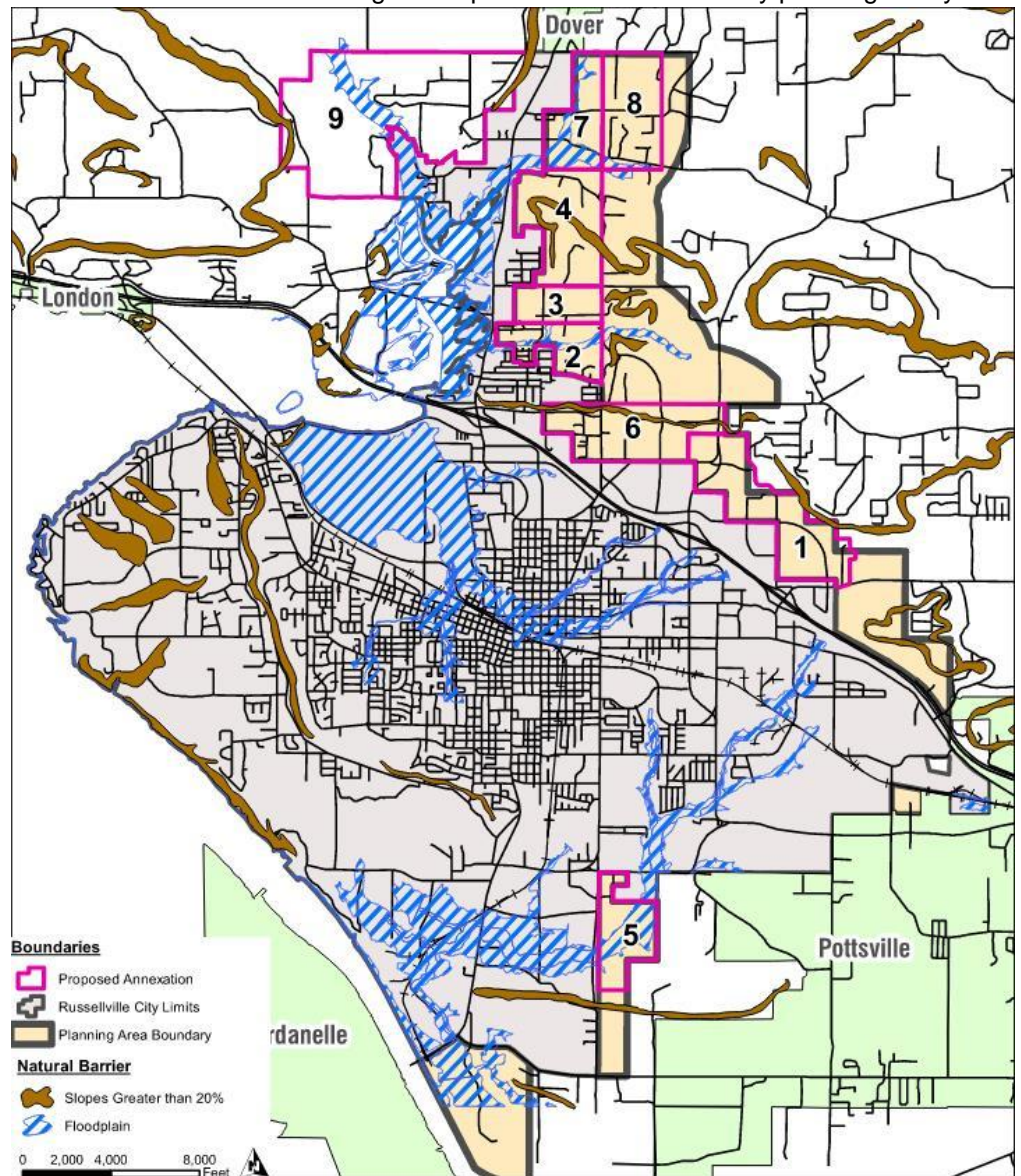 Dover
9
8
7
4
London
3
2
6
1
5
Pottsville
rdanelle
Boundaries
Proposed Annexation
Russellville City Limits
Planning Area Boundary
Natural Barrier
Slopes Greater than 20%
Floodplain
0 2,000 4,000 8,000
Feet